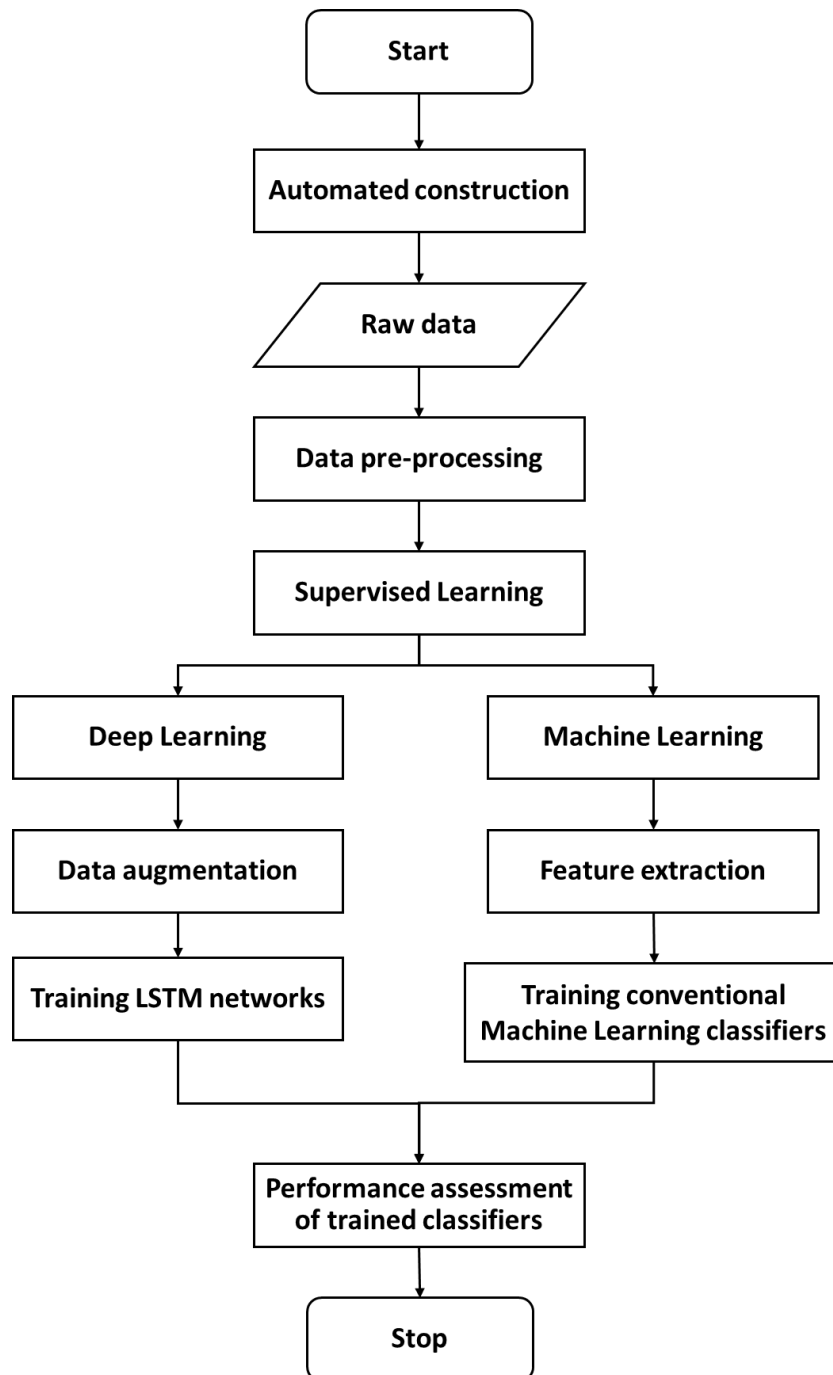 Start
Automated construction
Raw data
Data pre-processing
Supervised Learning
Deep Learning
Machine Learning
Data augmentation
Feature extraction
Training LSTM networks
Training conventional
Machine Learning classifiers
Performance assessment
of trained classifiers
Stop